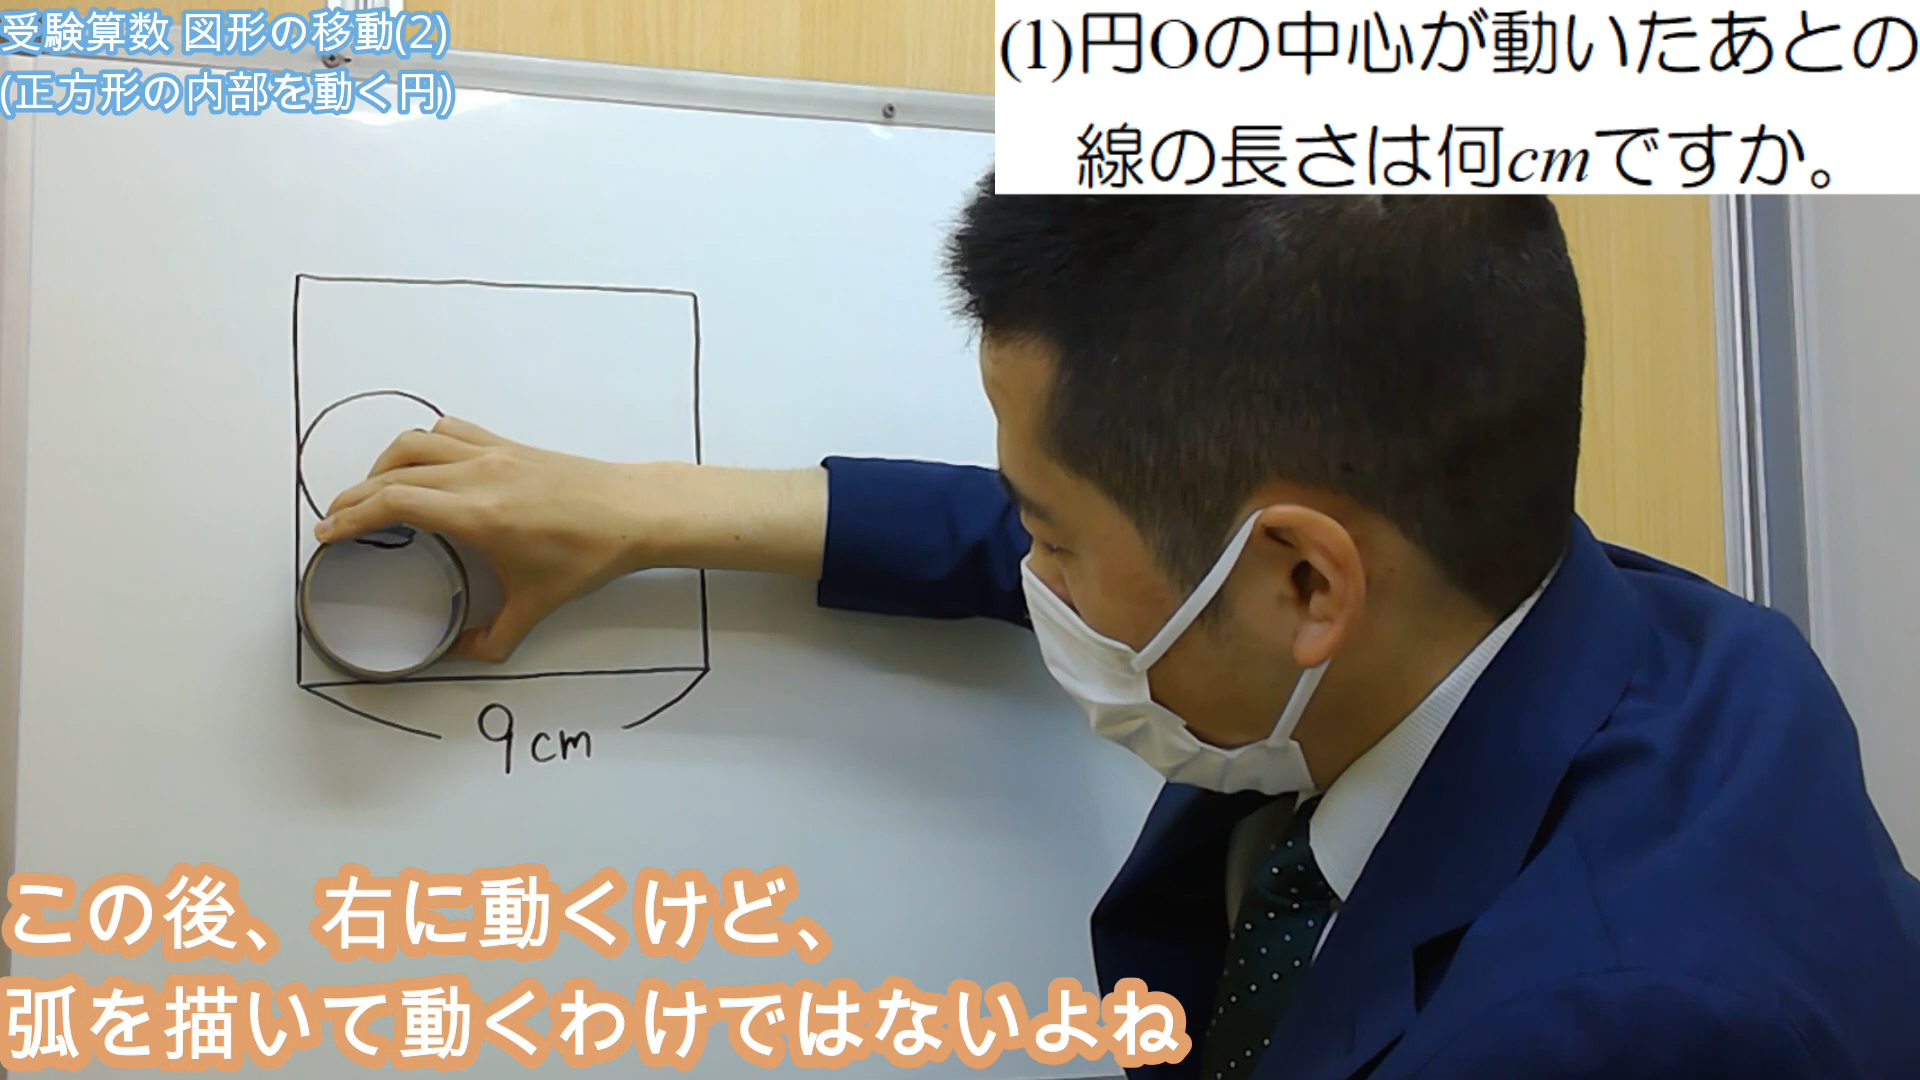 受験算数 図形の移動(2)
(正方形の内部を動く円)
(1)円Oの中心が動いたあとの
線の長さは何cmですか。
9cm
この後、右に動くけど、
弧を描いて動くわけではないよね